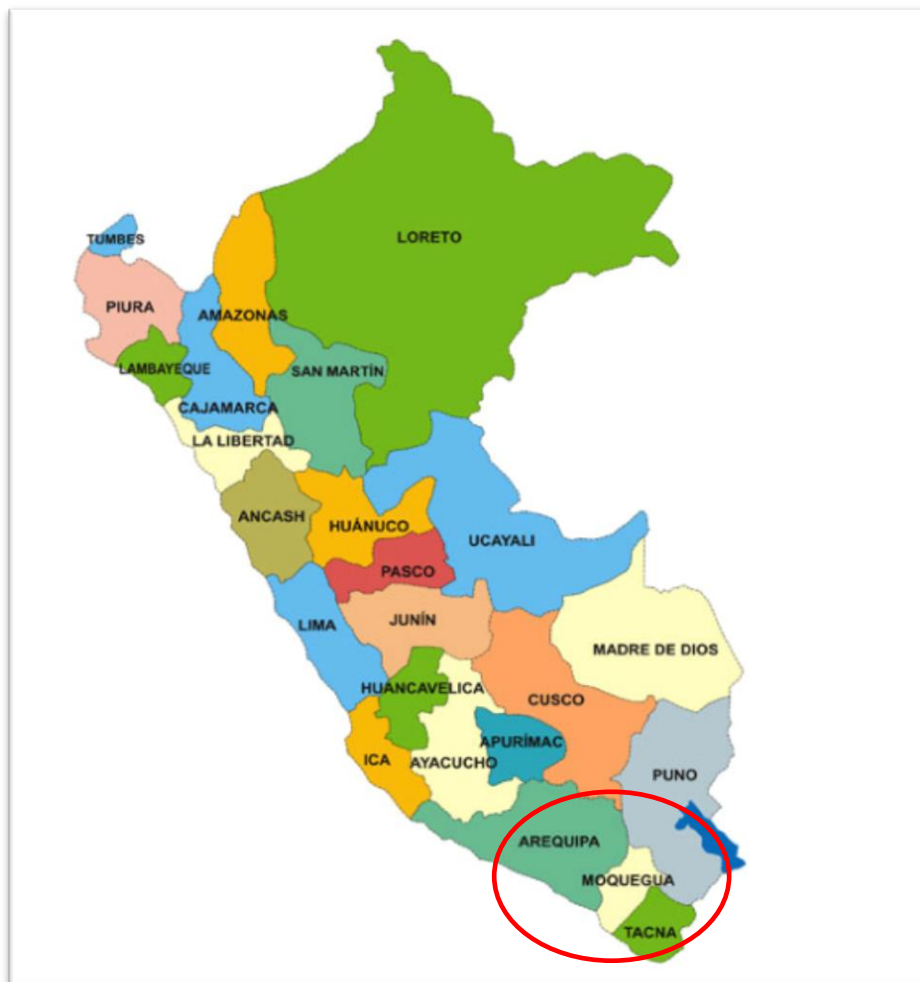 LORETO
TUMBES
PIURA
AMAZONAS
LAMBAYEQUE
SAN MARTÍN
CAJAMARCA
LA LIBERTAD
ANCASH
HUÁNUCO
UCAYALI
PASCO
LIMA
JUNÍN
MADRE DE DIOS
HUANCAVELICA
CUSCO
APURÍMAC
ICA
AYACUCHO
PUNO
AREQUIPA
MOQUEGUA
TACNA